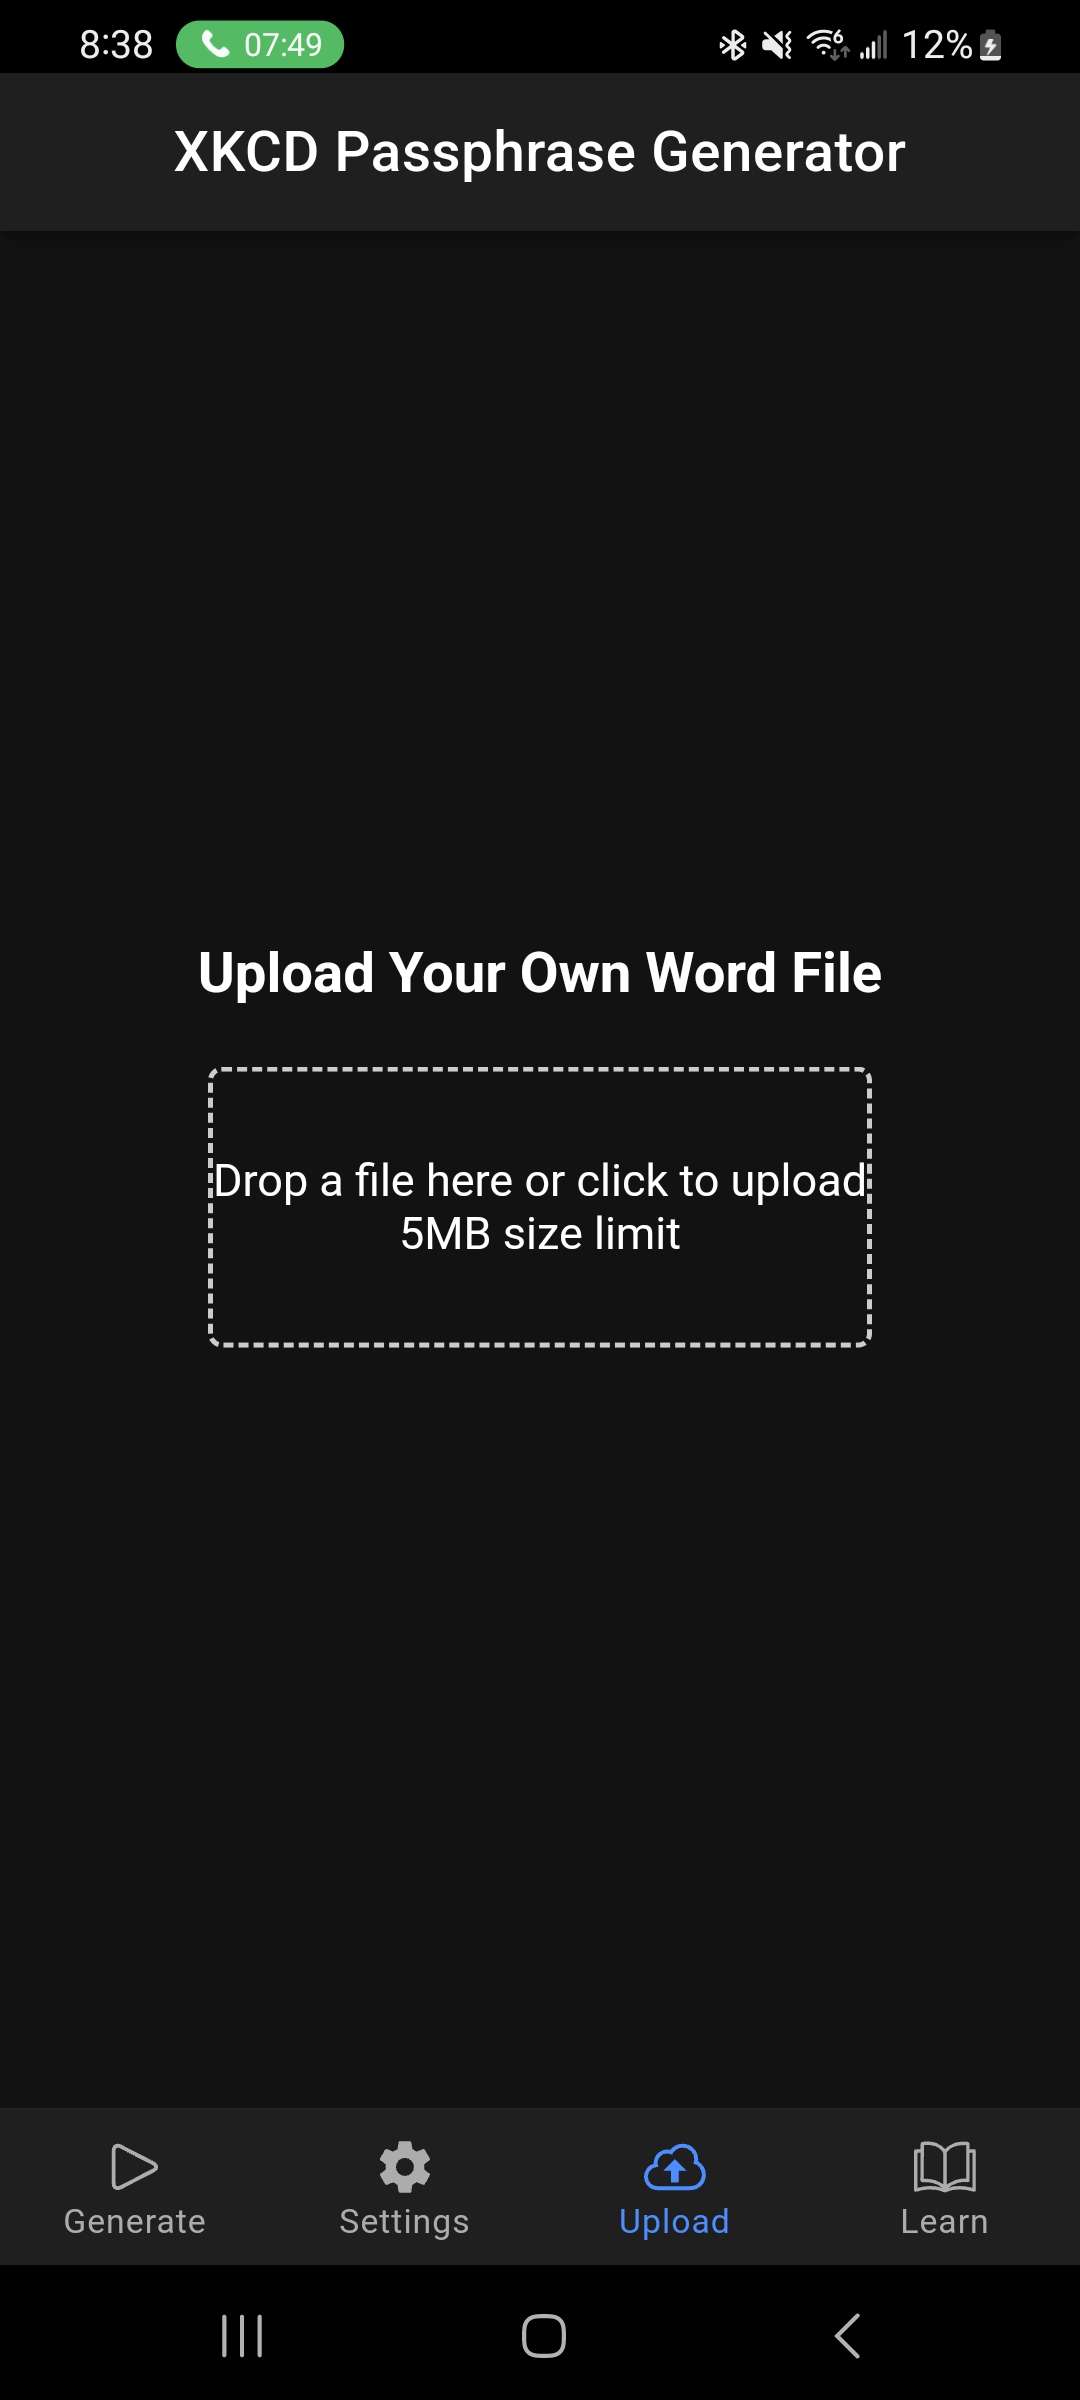 8:38 07:49 6 12%
XKCD Passphrase Generator
Upload Your Own Word File
Drop a file here or click to upload
5MB size limit
Generate Settings Upload Learn